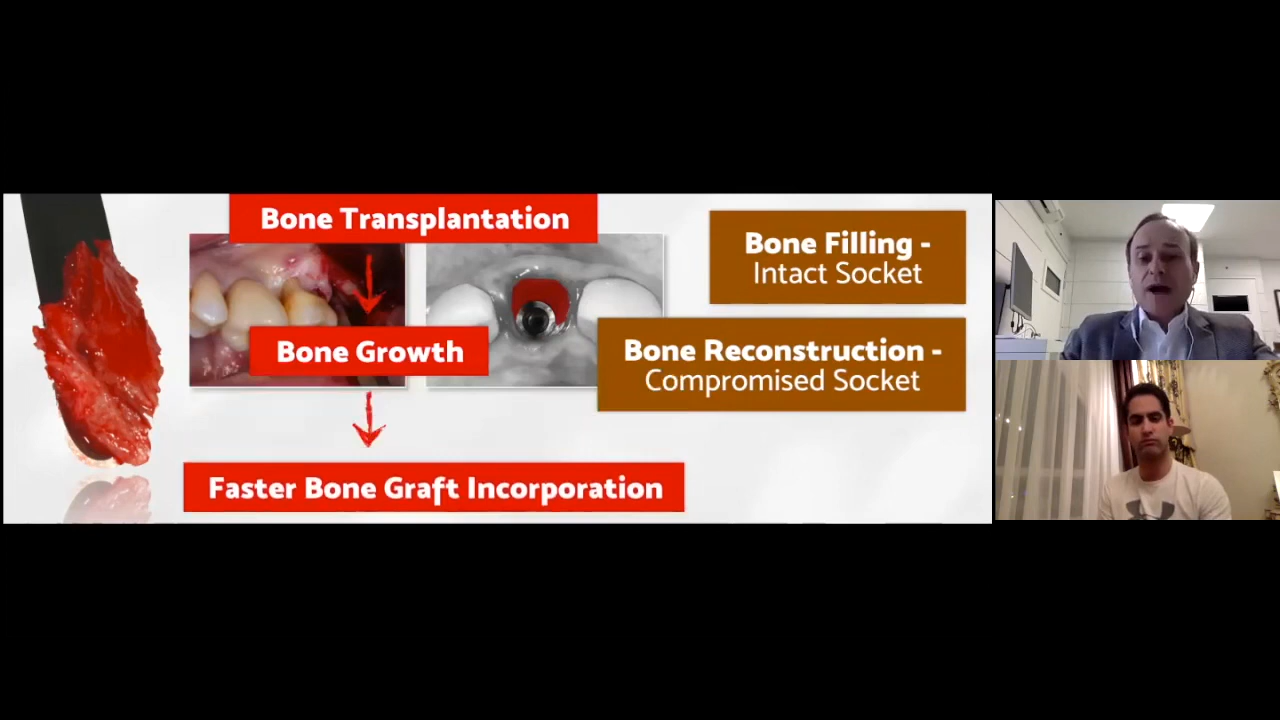 Bone Transplantation
Bone Growth
Faster Bone Graft Incorporation
Bone Filling -
Intact Socket
Bone Reconstruction -
Compromised Socket